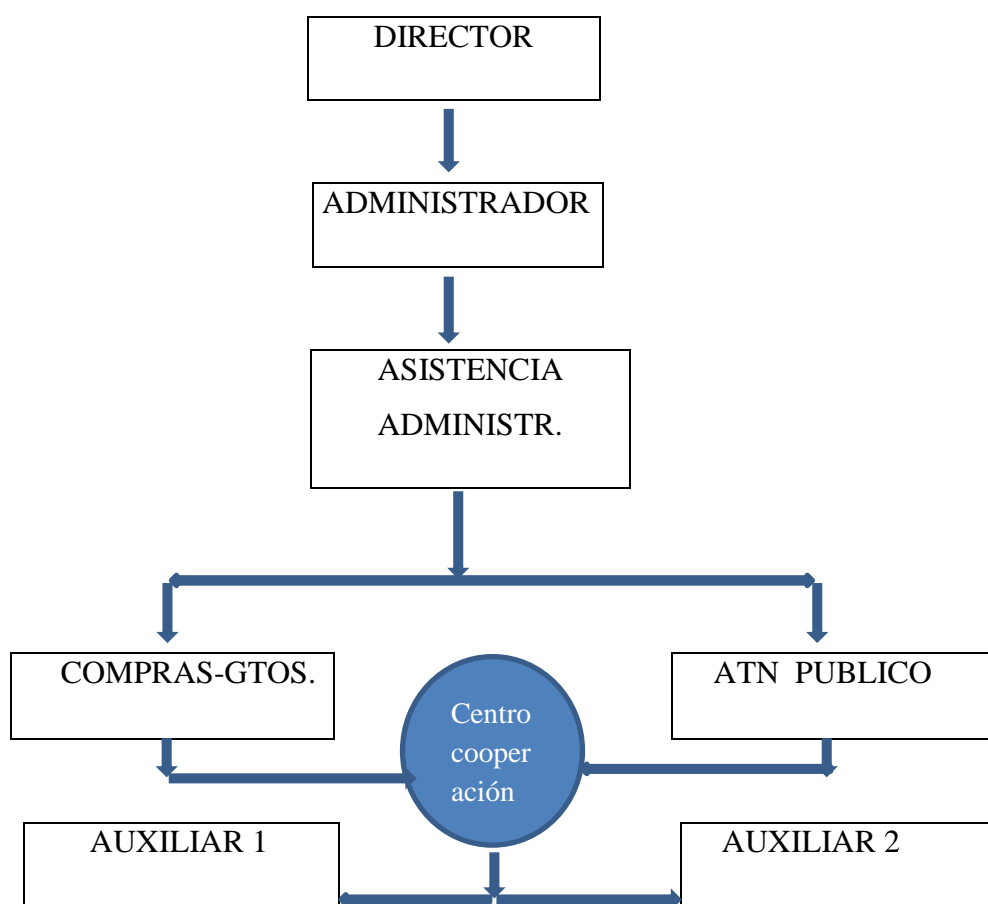 DIRECTOR
ADMINISTRADOR
ASISTENCIA
ADMINISTR.
COMPRAS-GTOS.
ATN PUBLICO
Centro
cooper
ación
AUXILIAR 1
AUXILIAR 2